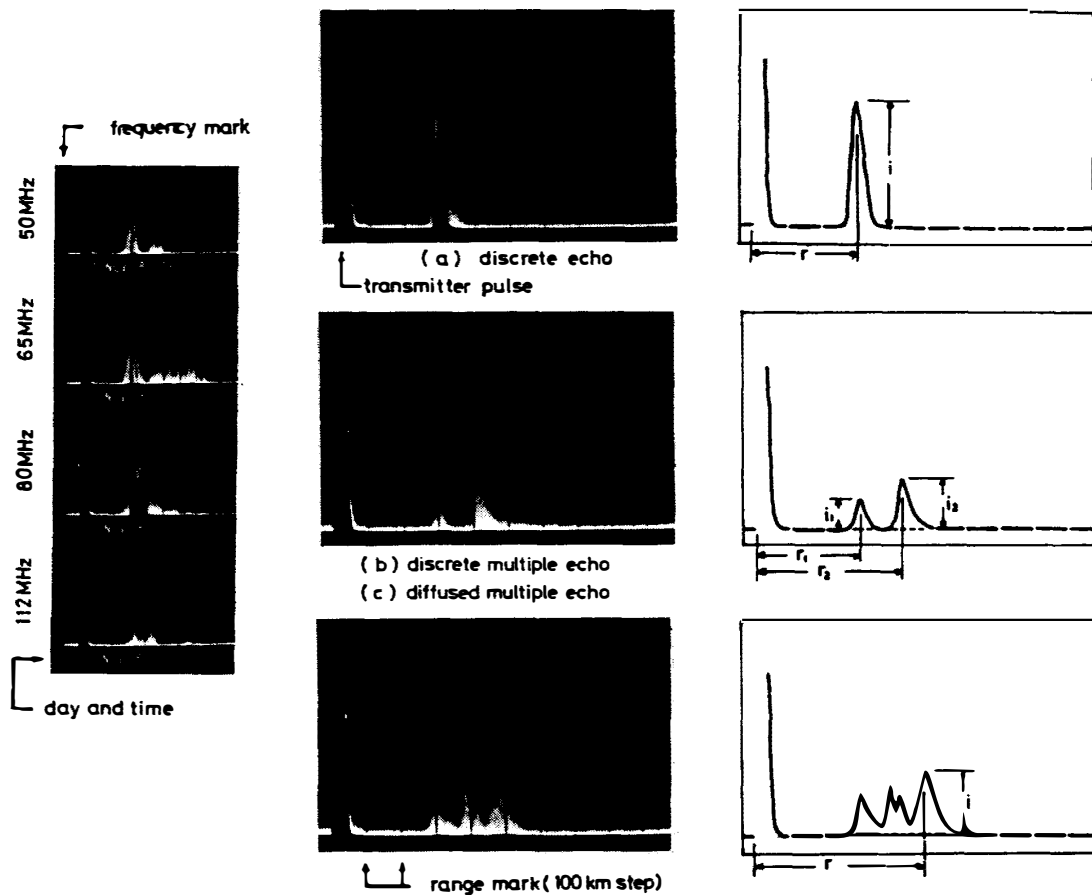 frequency mark
50MHz
65MHz
80MHz
112MHz
day and time
(a) discrete echo
transmitter pulse
(b) discrete multiple echo
(c) diffused multiple echo
range mark (100 km step)
i
r
i₁
i₂
r₁
r₂
i
r